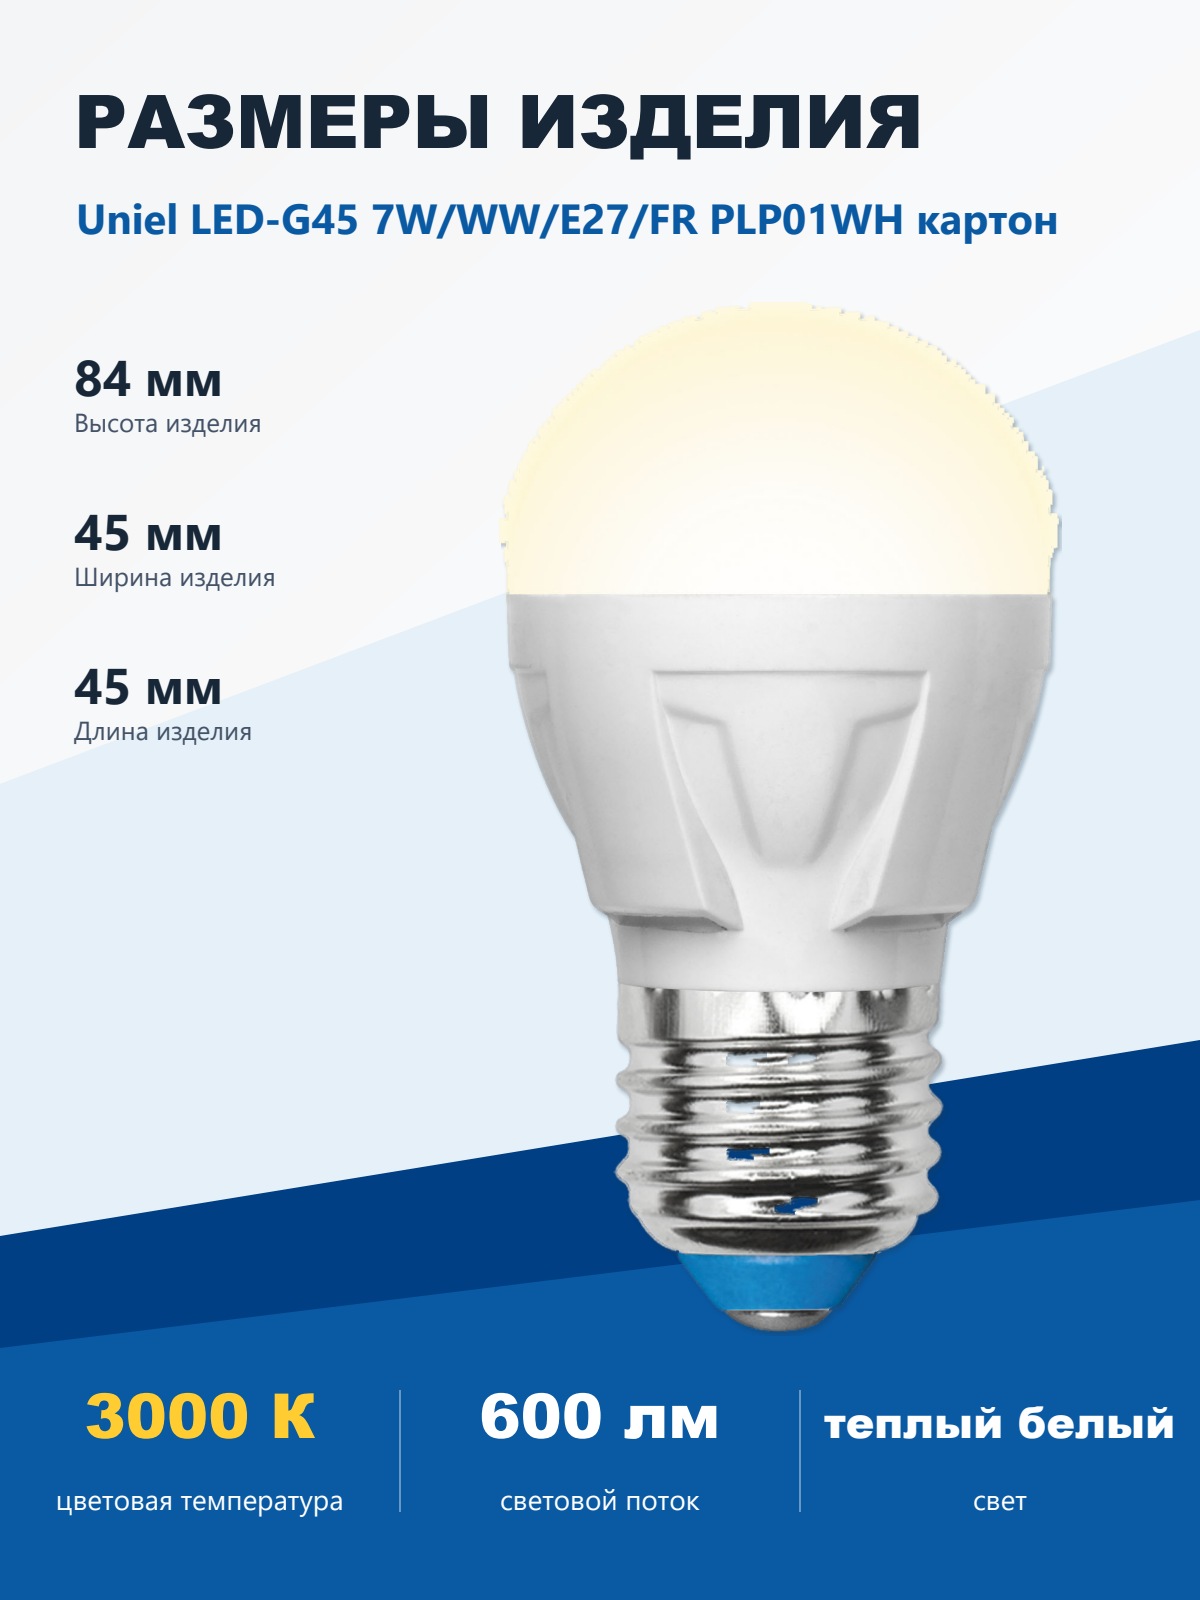 РАЗМЕРЫ ИЗДЕЛИЯ
Uniel LED-G45 7W/WW/E27/FR PLP01WH картон
84 мм
Высота изделия
45 мм
Ширина изделия
45 мм
Длина изделия
3000 К
цветовая температура
600 лм
световой поток
теплый белый
свет